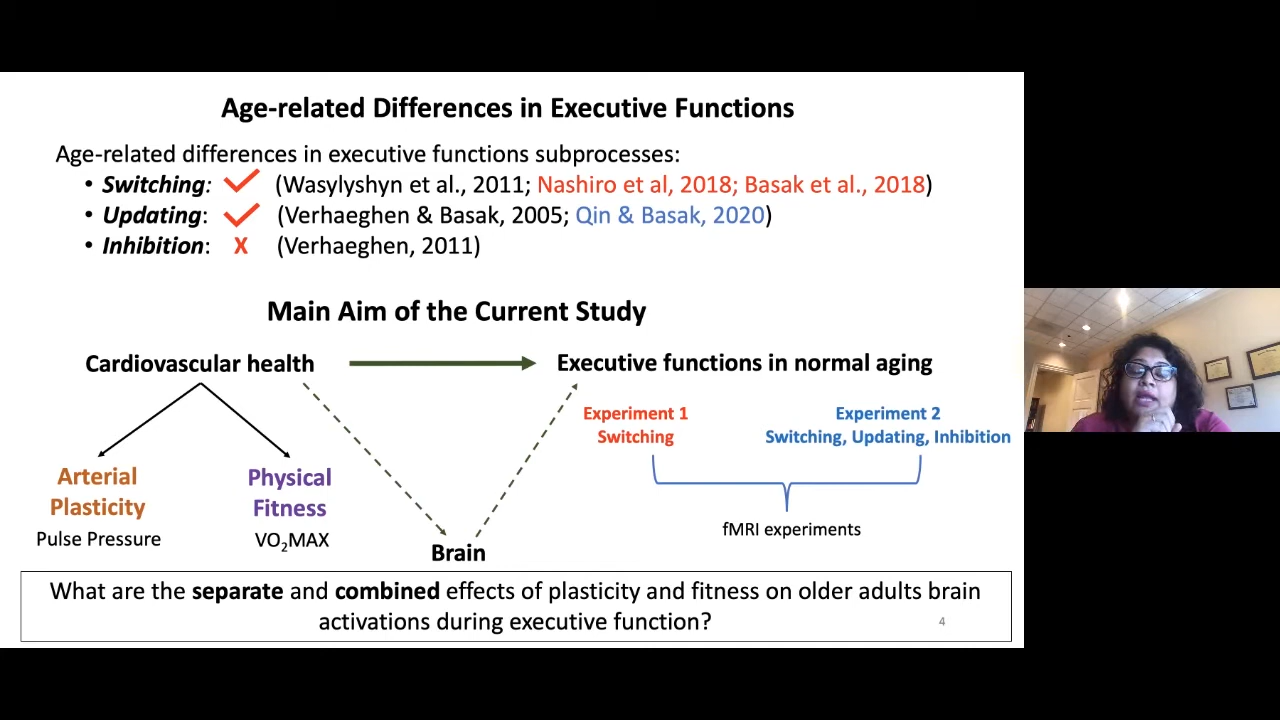 Age-related Differences in Executive Functions
Age-related differences in executive functions subprocesses:
• Switching: ✓ (Wasylyshyn et al., 2011; Nashiro et al, 2018; Basak et al., 2018)
• Updating: ✓ (Verhaeghen & Basak, 2005; Qin & Basak, 2020)
• Inhibition: X (Verhaeghen, 2011)
Main Aim of the Current Study
Cardiovascular health
Executive functions in normal aging
Experiment 1
Switching
Experiment 2
Switching, Updating, Inhibition
Arterial
Plasticity
Pulse Pressure
Physical
Fitness
VO₂MAX
fMRI experiments
Brain
What are the separate and combined effects of plasticity and fitness on older adults brain
activations during executive function?
4